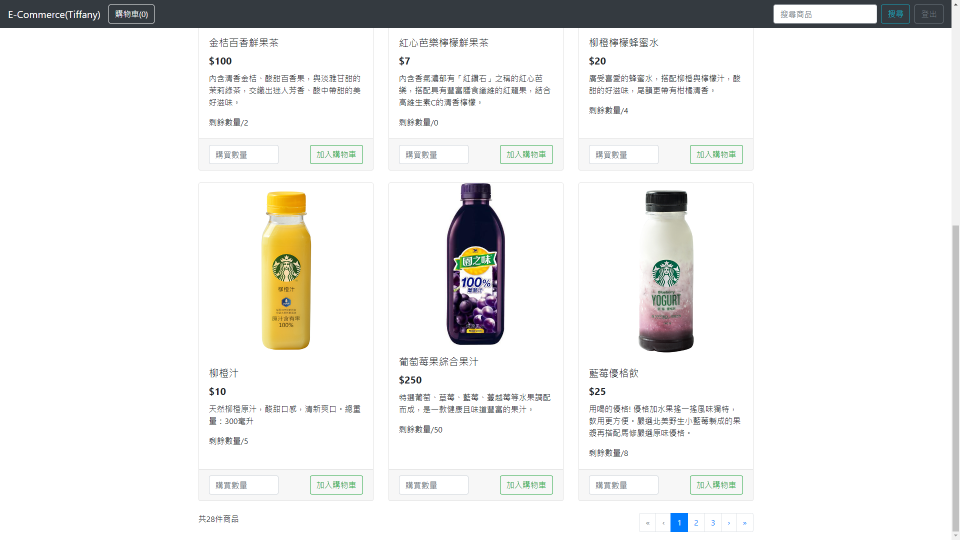 E-Commerce(Tiffany) 購物車(0) 搜尋商品 搜尋 登出
金桔百香鮮果茶
$100
內含清香金桔、酸甜百香果，與淡雅甘甜的
茉莉綠茶，交織出迷人芳香、酸中帶甜的美
好滋味。
剩餘數量/2
購買數量 加入購物車
紅心芭樂檸檬鮮果茶
$7
內含香氣濃郁有「紅鑽石」之稱的紅心芭
樂，搭配具有豐富膳食纖維的紅龍果，結合
高維生素C的清香檸檬。
剩餘數量/0
購買數量 加入購物車
柳橙檸檬蜂蜜水
$20
廣受喜愛的蜂蜜水，搭配柳橙與檸檬汁，酸
甜的好滋味，尾韻更帶有柑橘清香。
剩餘數量/4
購買數量 加入購物車
柳橙汁
100%
柳橙汁
$10
天然柳橙原汁，酸甜口感，清新爽口。總重
量：300毫升
剩餘數量/5
購買數量 加入購物車
園之味
100%
葡萄汁
葡萄莓果綜合果汁
$250
特選葡萄、草莓、藍莓、蔓越莓等水果調配
而成，是一款健康且味道豐富的果汁。
剩餘數量/50
購買數量 加入購物車
YOGURT
藍莓優格飲
$25
用喝的優格! 優格加水果搖一搖風味獨特，
飲用更方便。嚴選北美野生小藍莓製成的果
漿再搭配馬修嚴選原味優格。
剩餘數量/8
購買數量 加入購物車
共28件商品
« ‹ 1 2 3 › »